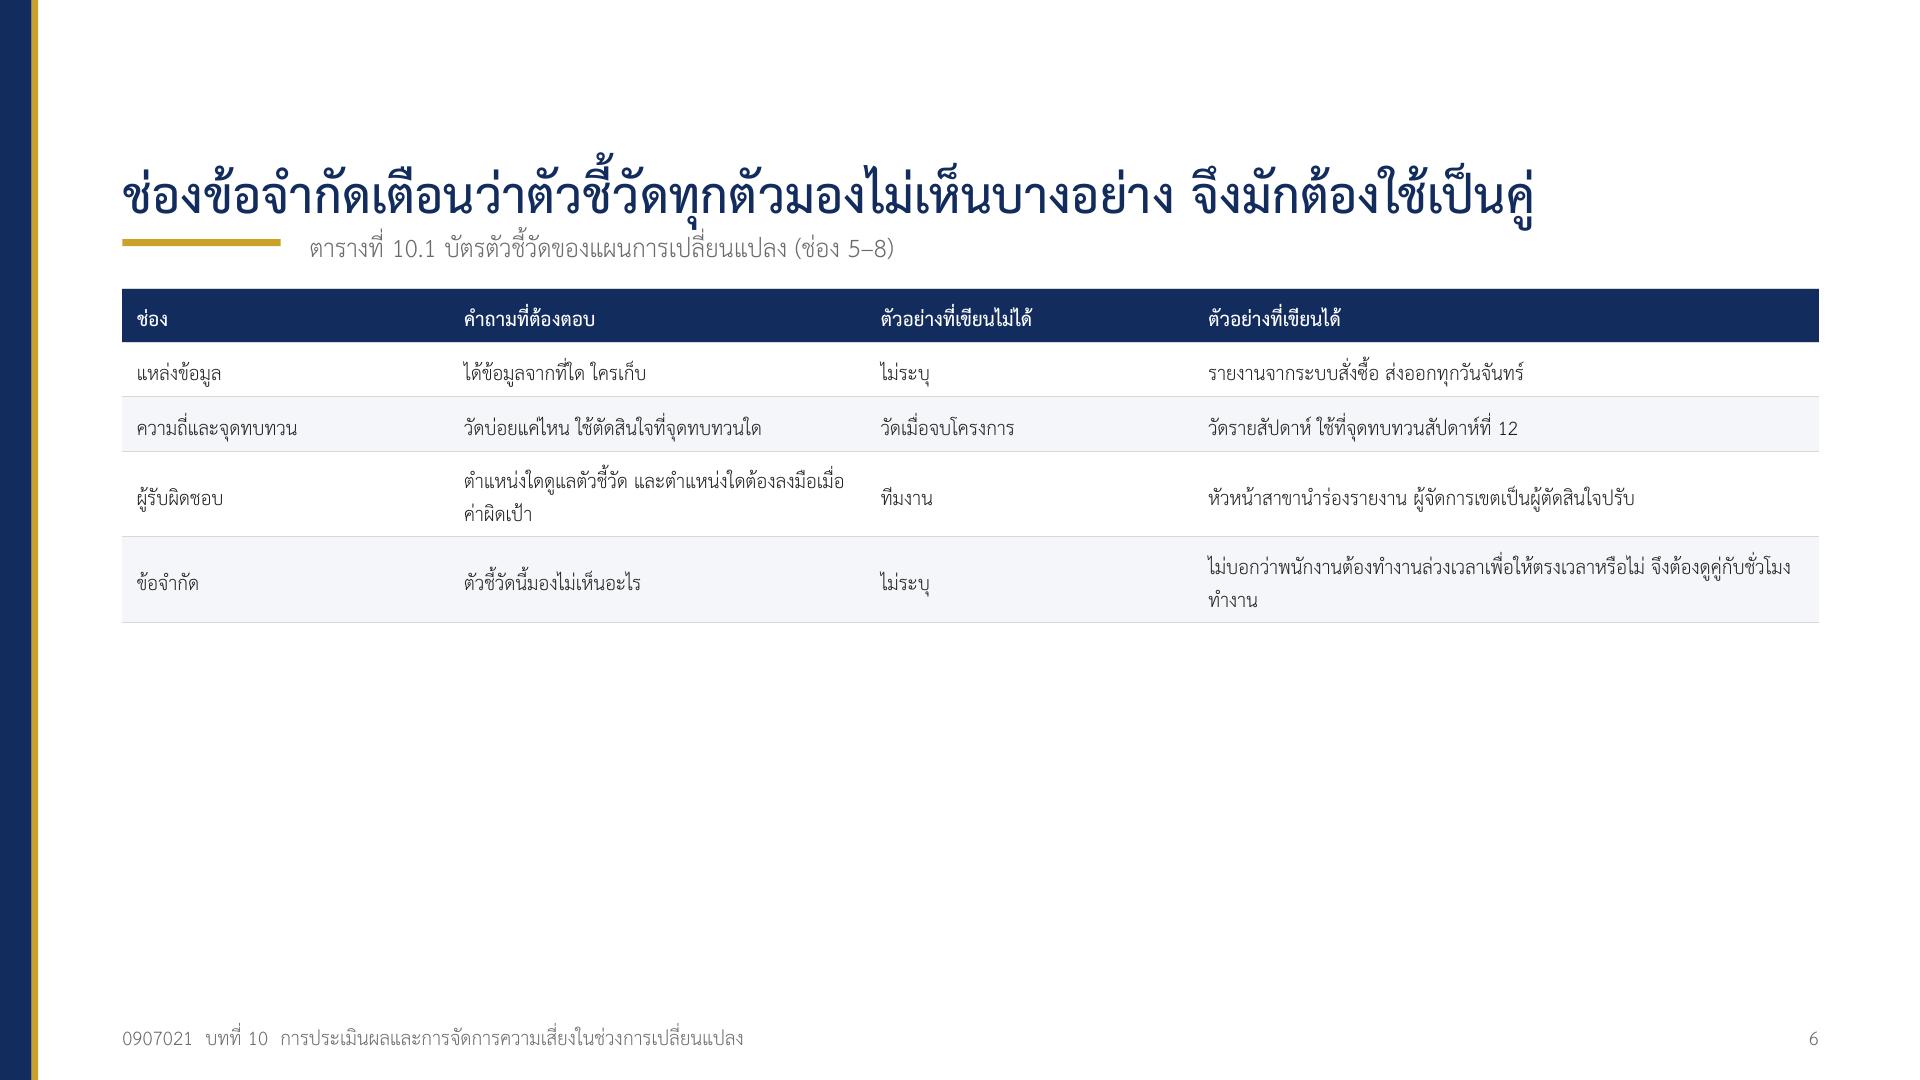 ช่องข้อจำกัดเตือนว่าตัวชี้วัดทุกตัวมองไม่เห็นบางอย่าง จึงมักต้องใช้เป็นคู่
ตารางที่ 10.1 บัตรตัวชี้วัดของแผนการเปลี่ยนแปลง (ช่อง 5–8)
ช่อง คำถามที่ต้องตอบ ตัวอย่างที่เขียนไม่ได้ ตัวอย่างที่เขียนได้
แหล่งข้อมูล ได้ข้อมูลจากที่ใด ใครเก็บ ไม่ระบุ รายงานจากระบบสั่งซื้อ ส่งออกทุกวันจันทร์
ความถี่และจุดทบทวน วัดบ่อยแค่ไหน ใช้ตัดสินใจที่จุดทบทวนใด วัดเมื่อจบโครงการ วัดรายสัปดาห์ ใช้ที่จุดทบทวนสัปดาห์ที่ 12
ผู้รับผิดชอบ ตำแหน่งใดดูแลตัวชี้วัด และตำแหน่งใดต้องลงมือเมื่อ
ค่าผิดเป้า ทีมงาน หัวหน้าสาขานำร่องรายงาน ผู้จัดการเขตเป็นผู้ตัดสินใจปรับ
ข้อจำกัด ตัวชี้วัดนี้มองไม่เห็นอะไร ไม่ระบุ ไม่บอกว่าพนักงานต้องทำงานล่วงเวลาเพื่อให้ตรงเวลาหรือไม่ จึงต้องดูคู่กับชั่วโมง
ทำงาน
0907021 บทที่ 10 การประเมินผลและการจัดการความเสี่ยงในช่วงการเปลี่ยนแปลง
6